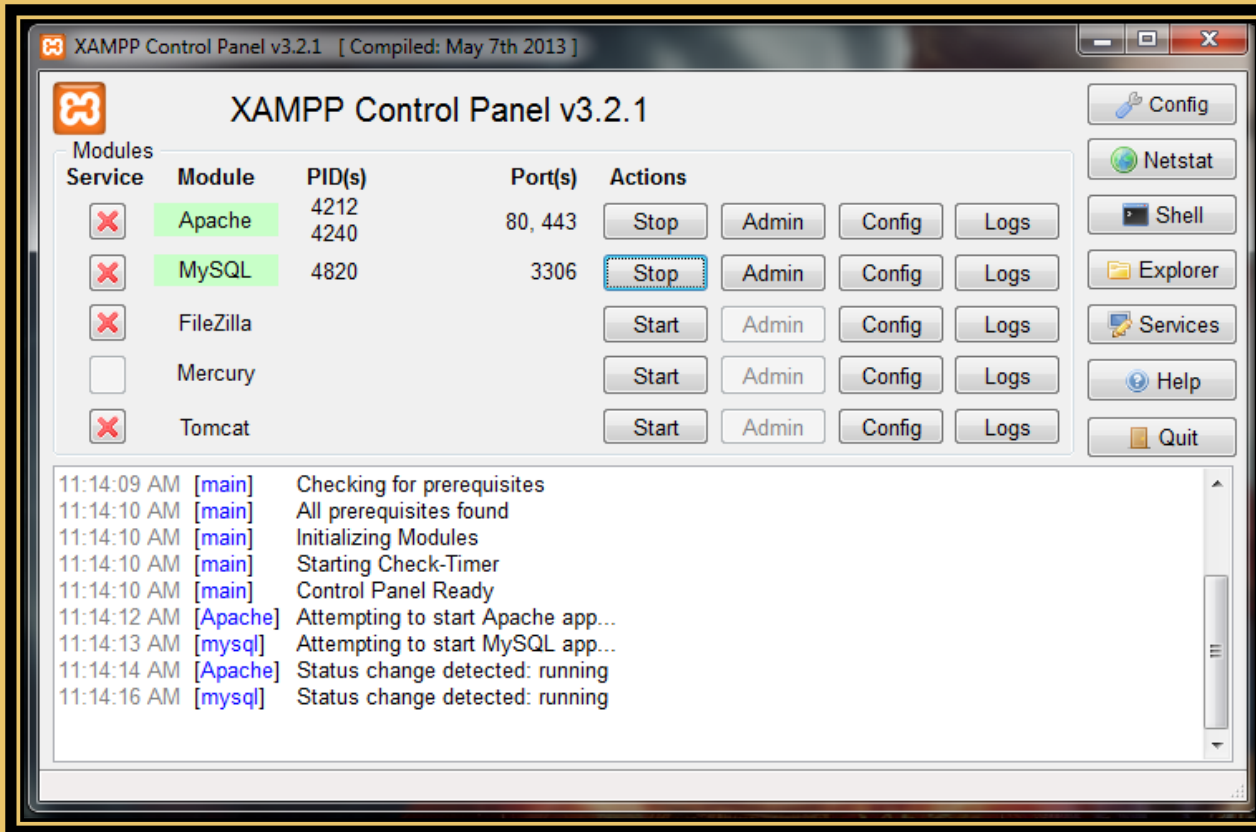 XAMPP Control Panel v3.2.1 [ Compiled: May 7th 2013 ]
XAMPP Control Panel v3.2.1
Config
Modules
Netstat
Service Module PID(s) Port(s) Actions
Apache 4212 4240 80, 443 Stop Admin Config Logs
Shell
MySQL 4820 3306 Stop Admin Config Logs
Explorer
FileZilla Start Admin Config Logs
Services
Mercury Start Admin Config Logs
Help
Tomcat Start Admin Config Logs
Quit
11:14:09 AM [main] Checking for prerequisites
11:14:10 AM [main] All prerequisites found
11:14:10 AM [main] Initializing Modules
11:14:10 AM [main] Starting Check-Timer
11:14:10 AM [main] Control Panel Ready
11:14:12 AM [Apache] Attempting to start Apache app...
11:14:13 AM [mysql] Attempting to start MySQL app...
11:14:14 AM [Apache] Status change detected: running
11:14:16 AM [mysql] Status change detected: running